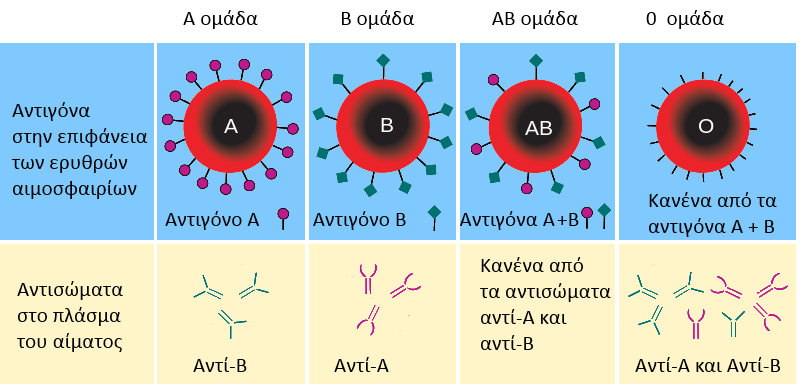 Α ομάδα
Β ομάδα
ΑΒ ομάδα
0 ομάδα
Αντιγόνα
στην επιφάνεια
των ερυθρών
αιμοσφαιρίων
A
B
AB
O
Αντιγόνο Α
Αντιγόνο Β
Αντιγόνα Α+Β
Κανένα από τα
αντιγόνα Α + Β
Αντισώματα
στο πλάσμα
του αίματος
Αντί-Β
Αντί-Α
Κανένα από
τα αντισώματα
αντί-Α και
αντί-Β
Αντί-Α και Αντί-Β